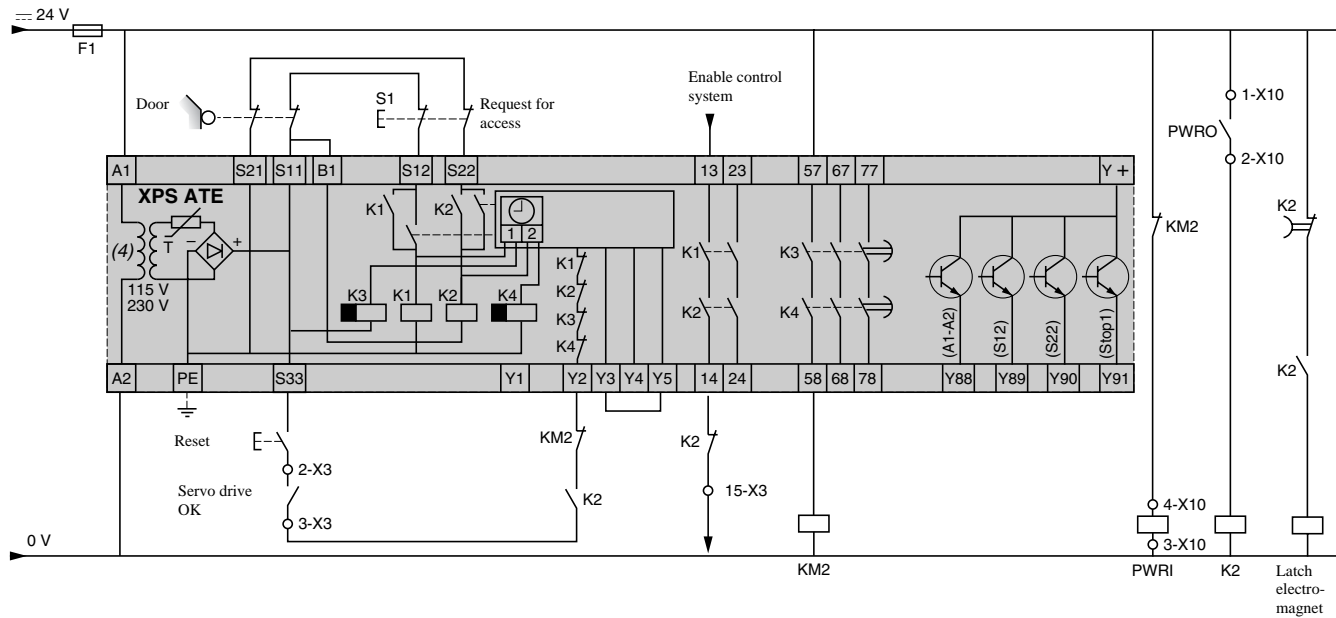 ⎓ 24 V
F1
1-X10
Enable control
system
Door
S1
Request for
access
PWRO
2-X10
A1 S21 S11 B1 S12 S22 13 23 57 67 77 Y +
K2
XPS ATE
K1 K2
KM2
(4) T – +
1 2
K1 K3
115 V
230 V
K1
K2
K3 K1 K2 K4
K2 K4
K3
K4
(A1-A2) (S12) (S22) (Stop1)
K2
A2 PE S33 Y1 Y2 Y3 Y4 Y5 14 24 58 68 78 Y88 Y89 Y90 Y91
Reset
KM2 K2
2-X3
15-X3
Servo drive
OK
K2
4-X10
3-X3
0 V
3-X10
KM2 PWRI K2 Latch
electro-
magnet